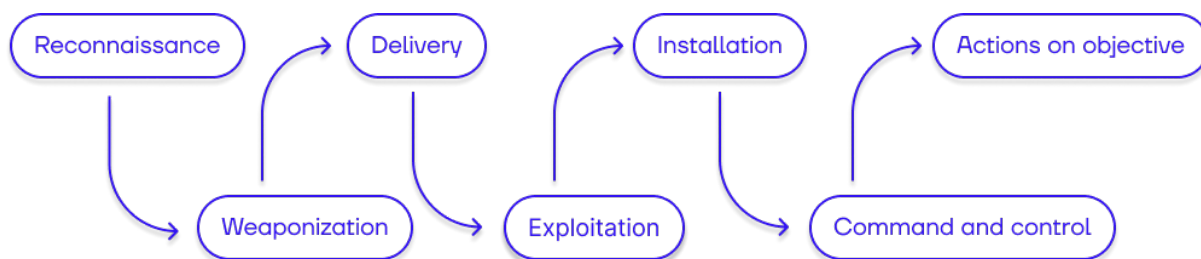 Reconnaissance
Weaponization
Delivery
Exploitation
Installation
Command and control
Actions on objective